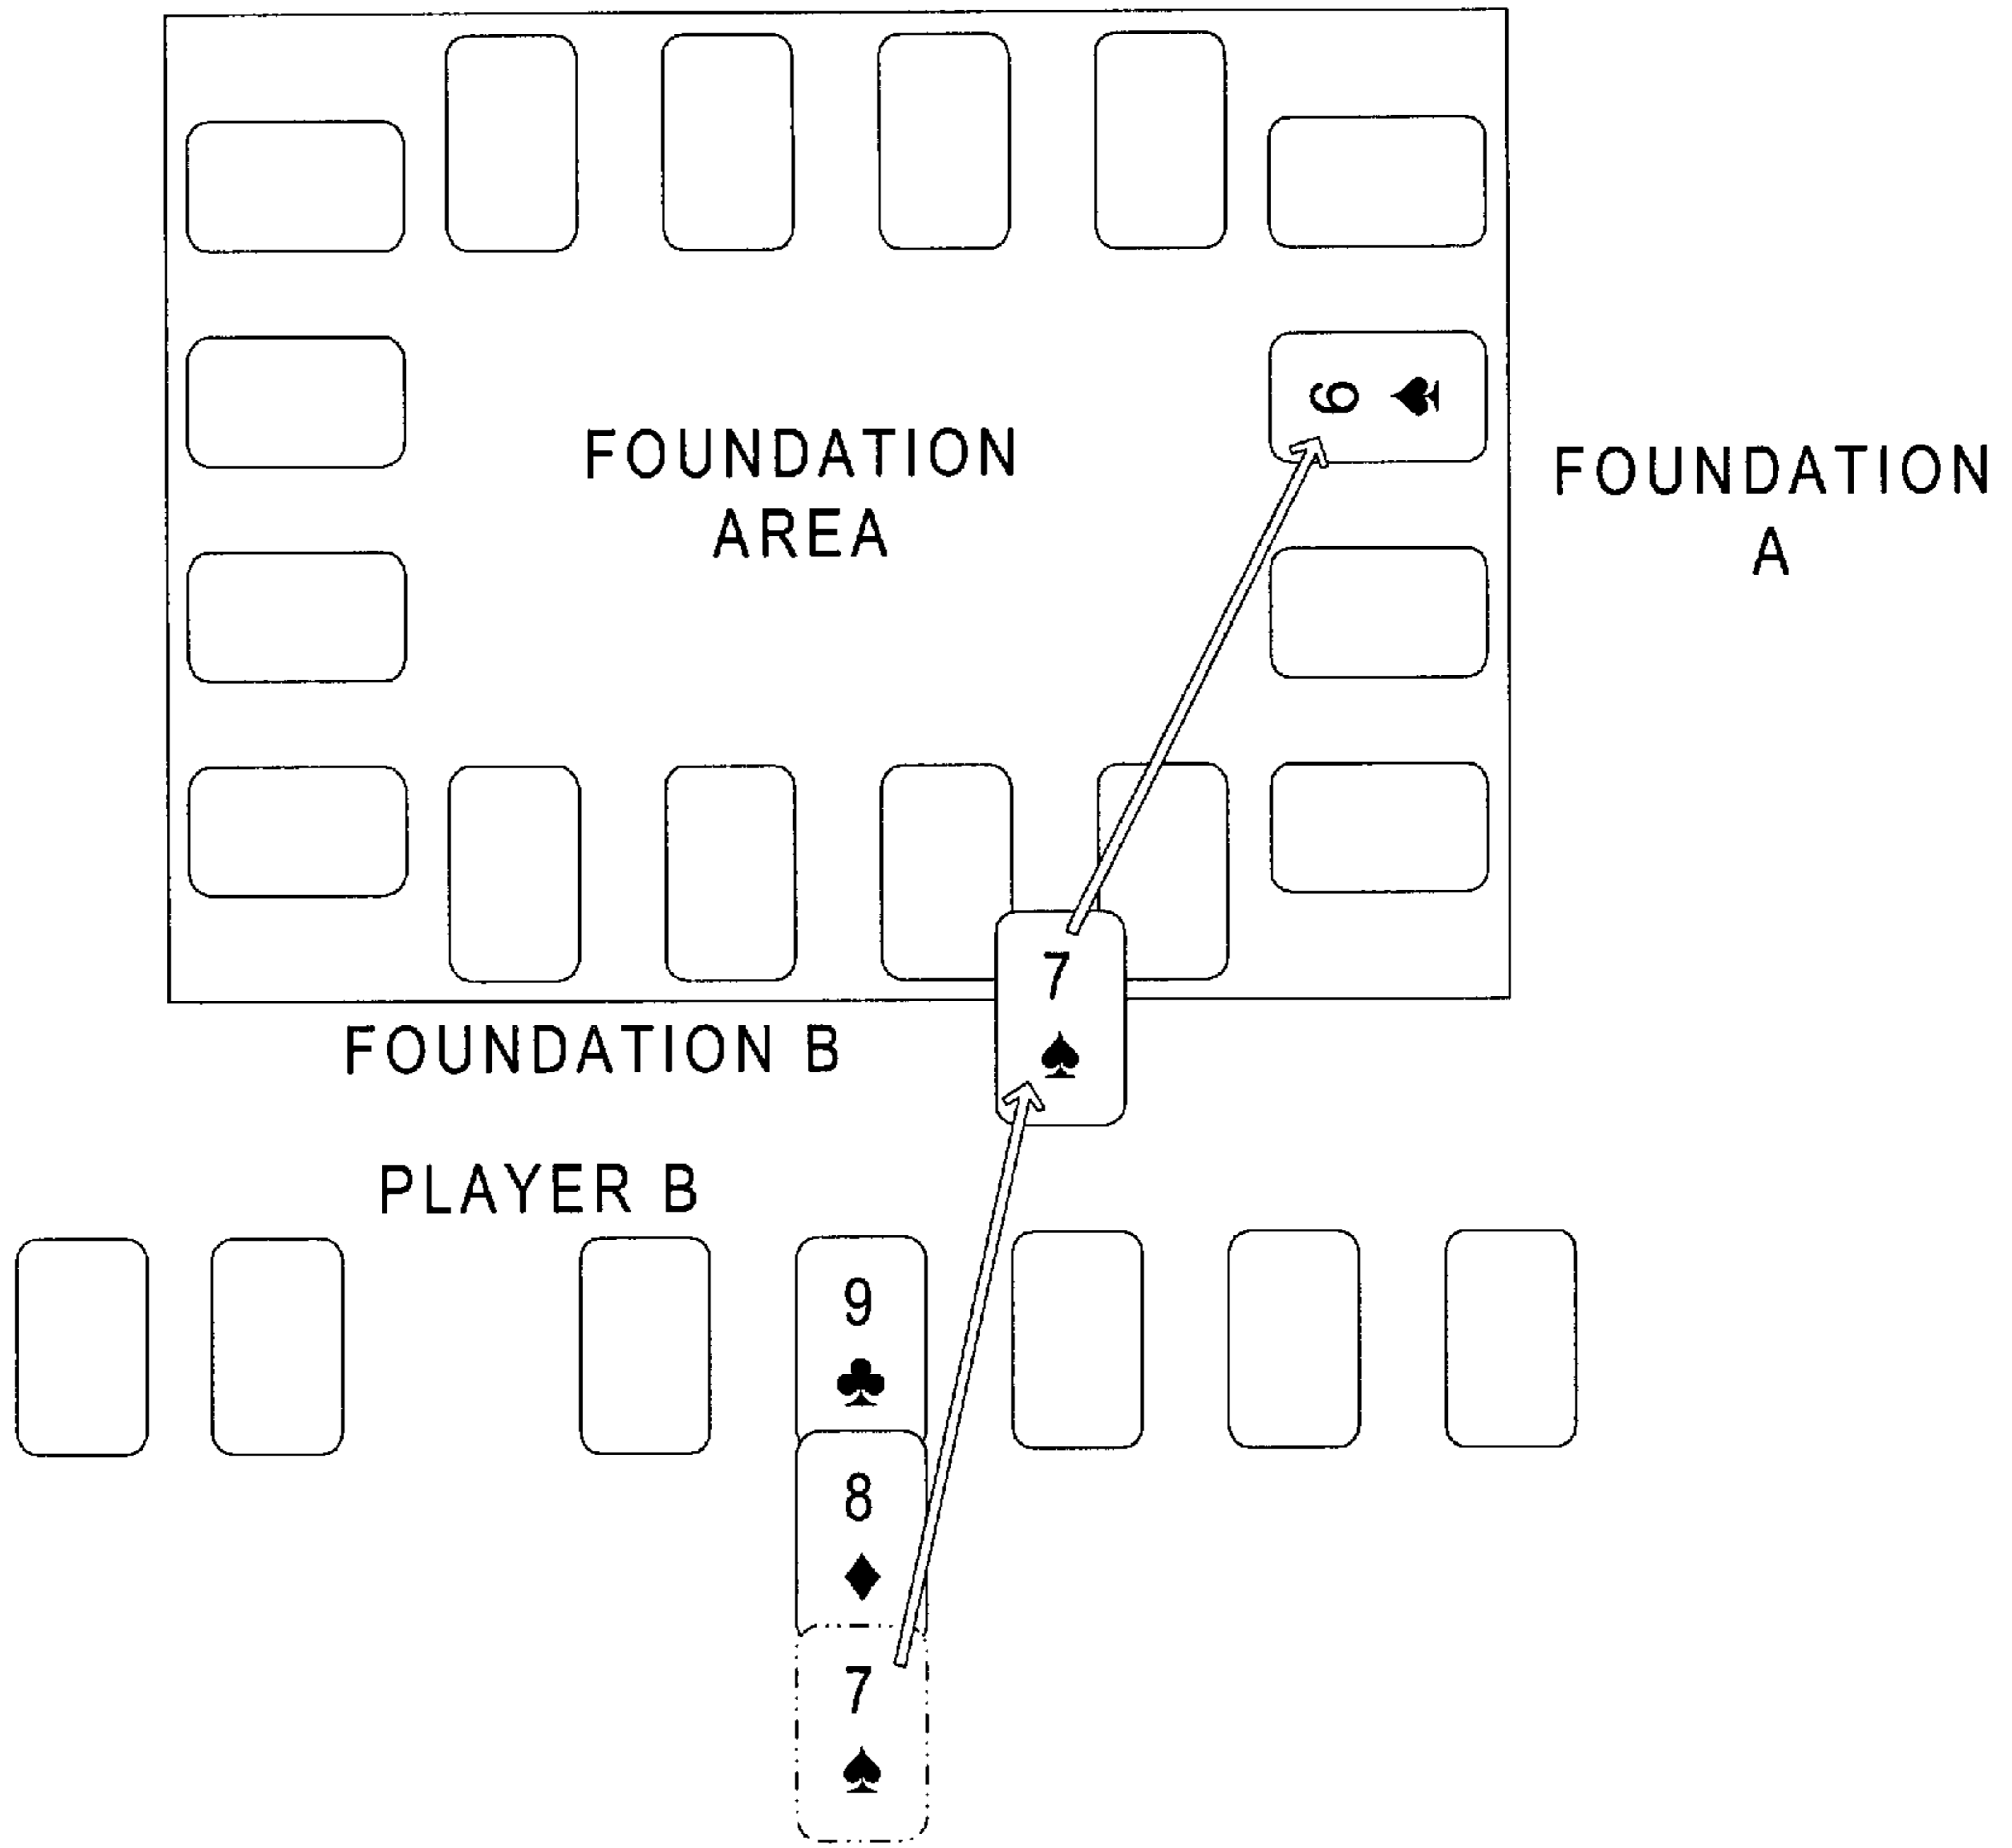 FOUNDATION
AREA
6 ♠
FOUNDATION
A
7
♠
FOUNDATION B
PLAYER B
9
♣
8
♦
7
♠